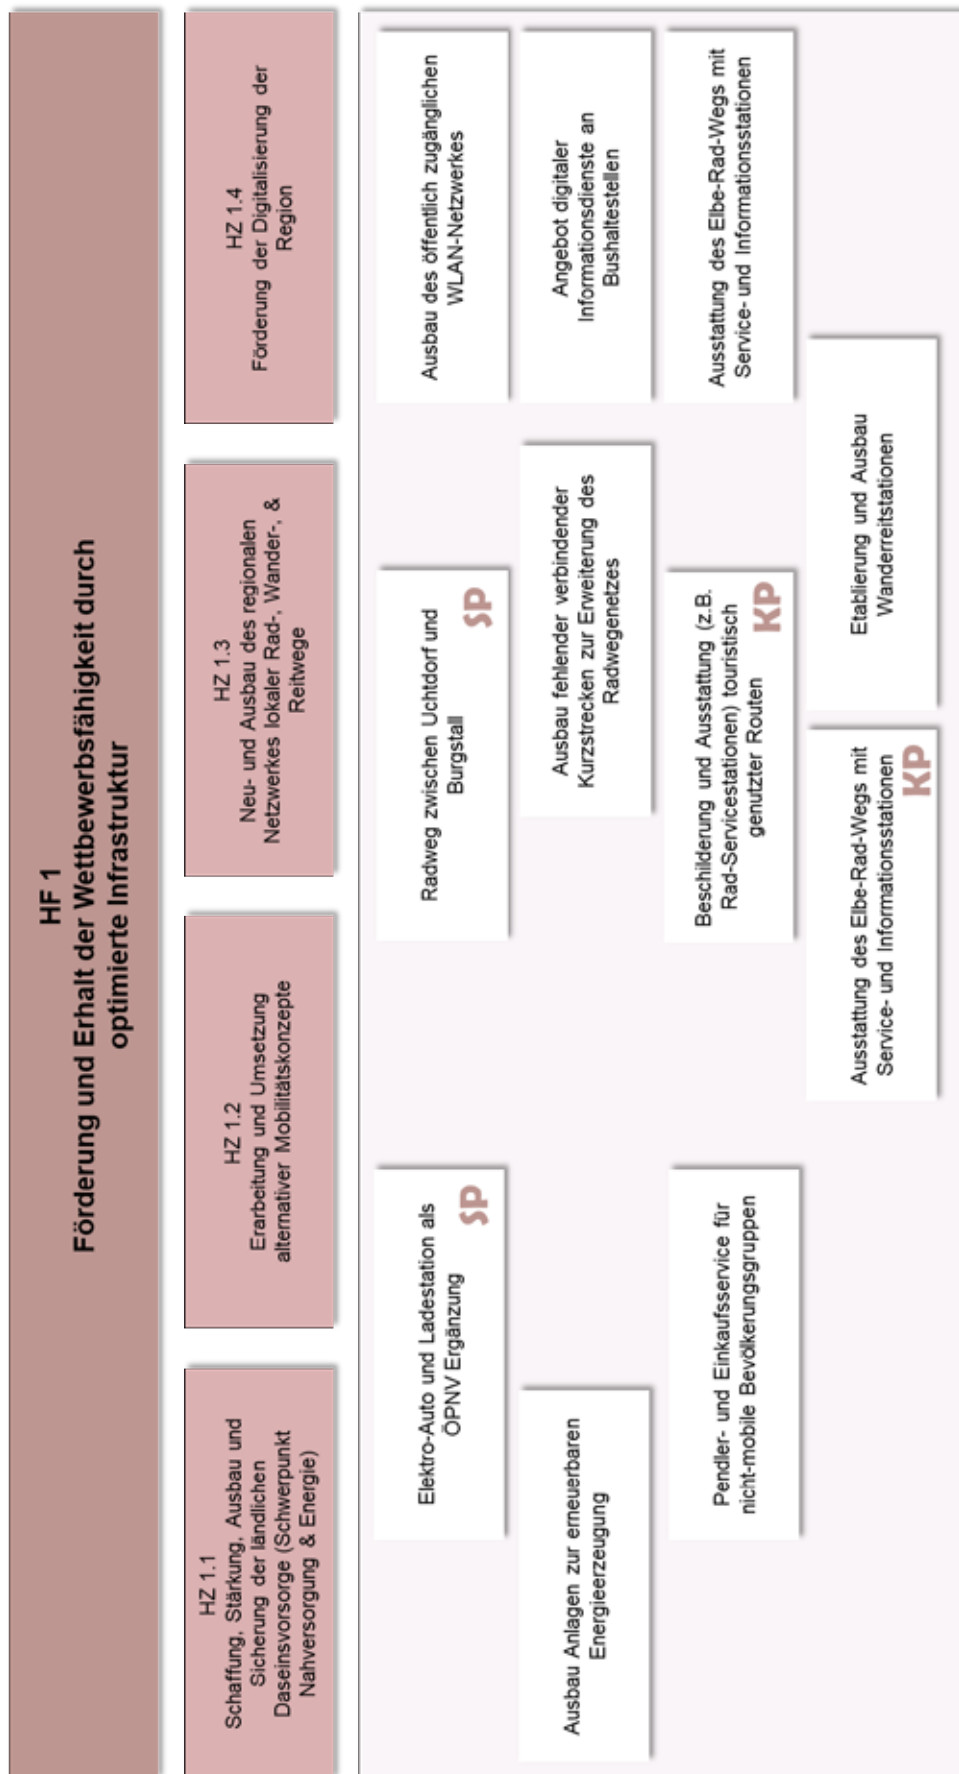 HF 1
Förderung und Erhalt der Wettbewerbsfähigkeit durch
optimierte Infrastruktur
HZ 1.1
Schaffung, Stärkung, Ausbau und
Sicherung der ländlichen
Daseinsvorsorge (Schwerpunkt
Nahversorgung & Energie)
HZ 1.2
Erarbeitung und Umsetzung
alternativer Mobilitätskonzepte
HZ 1.3
Neu- und Ausbau des regionalen
Netzwerkes lokaler Rad-, Wander-, &
Reitwege
HZ 1.4
Förderung der Digitalisierung der
Region
Elektro-Auto und Ladestation als
ÖPNV Ergänzung
SP
Radweg zwischen Uchtdorf und
Burgstall
SP
Ausbau des öffentlich zugänglichen
WLAN-Netzwerkes
Ausbau Anlagen zur erneuerbaren
Energieerzeugung
Ausbau fehlender verbindender
Kurzstrecken zur Erweiterung des
Radwegenetzes
Angebot digitaler
Informationsdienste an
Bushaltestellen
Pendler- und Einkaufsservice für
nicht-mobile Bevölkerungsgruppen
Beschilderung und Ausstattung (z.B.
Rad-Servicestationen) touristisch
genutzter Routen
KP
Ausstattung des Elbe-Rad-Wegs mit
Service- und Informationsstationen
Ausstattung des Elbe-Rad-Wegs mit
Service- und Informationsstationen
KP
Etablierung und Ausbau
Wanderreitstationen